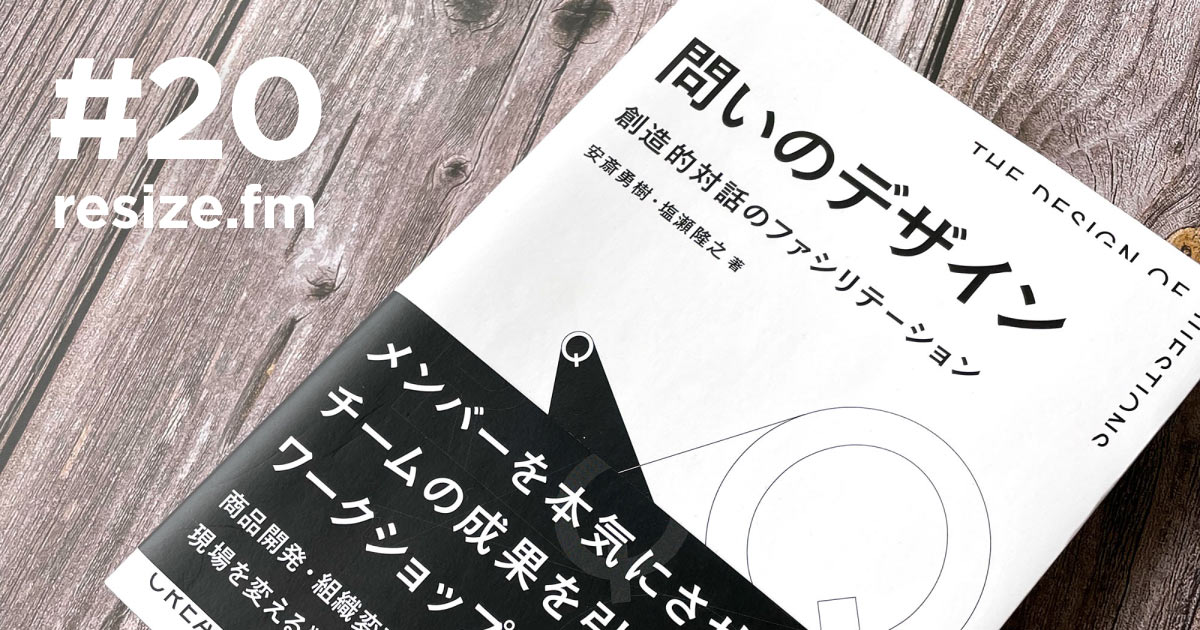 #20
resize.fm
問いのデザイン
創造的対話のファシリテーション
安斎勇樹・塩瀬隆之 著
THE DESIGN OF
Q
メンバーを本気にさ
チームの成果を引
ワークショップ
商品開発・組織変
現場を変える
CREA